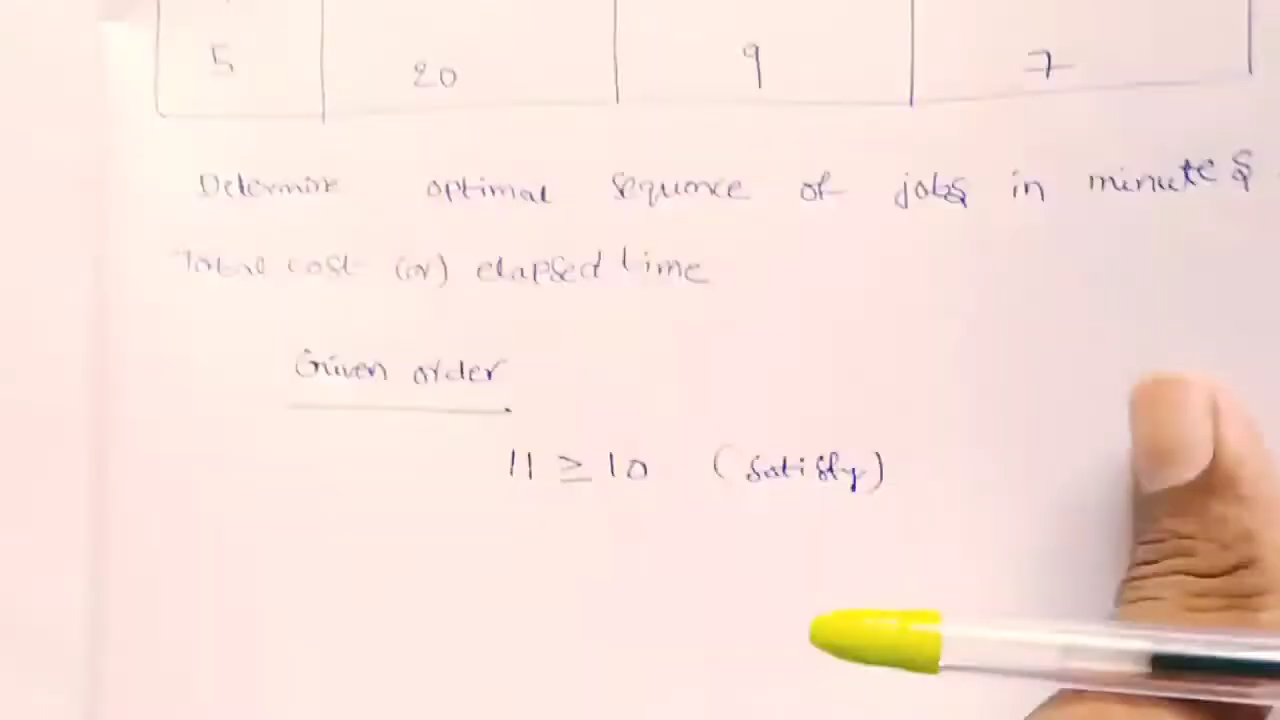 5 20 9 7
Determine optimal sequence of jobs in minute &
Total cost (or) elapsed time
Given order
11 ≥ 10 (satisfy)